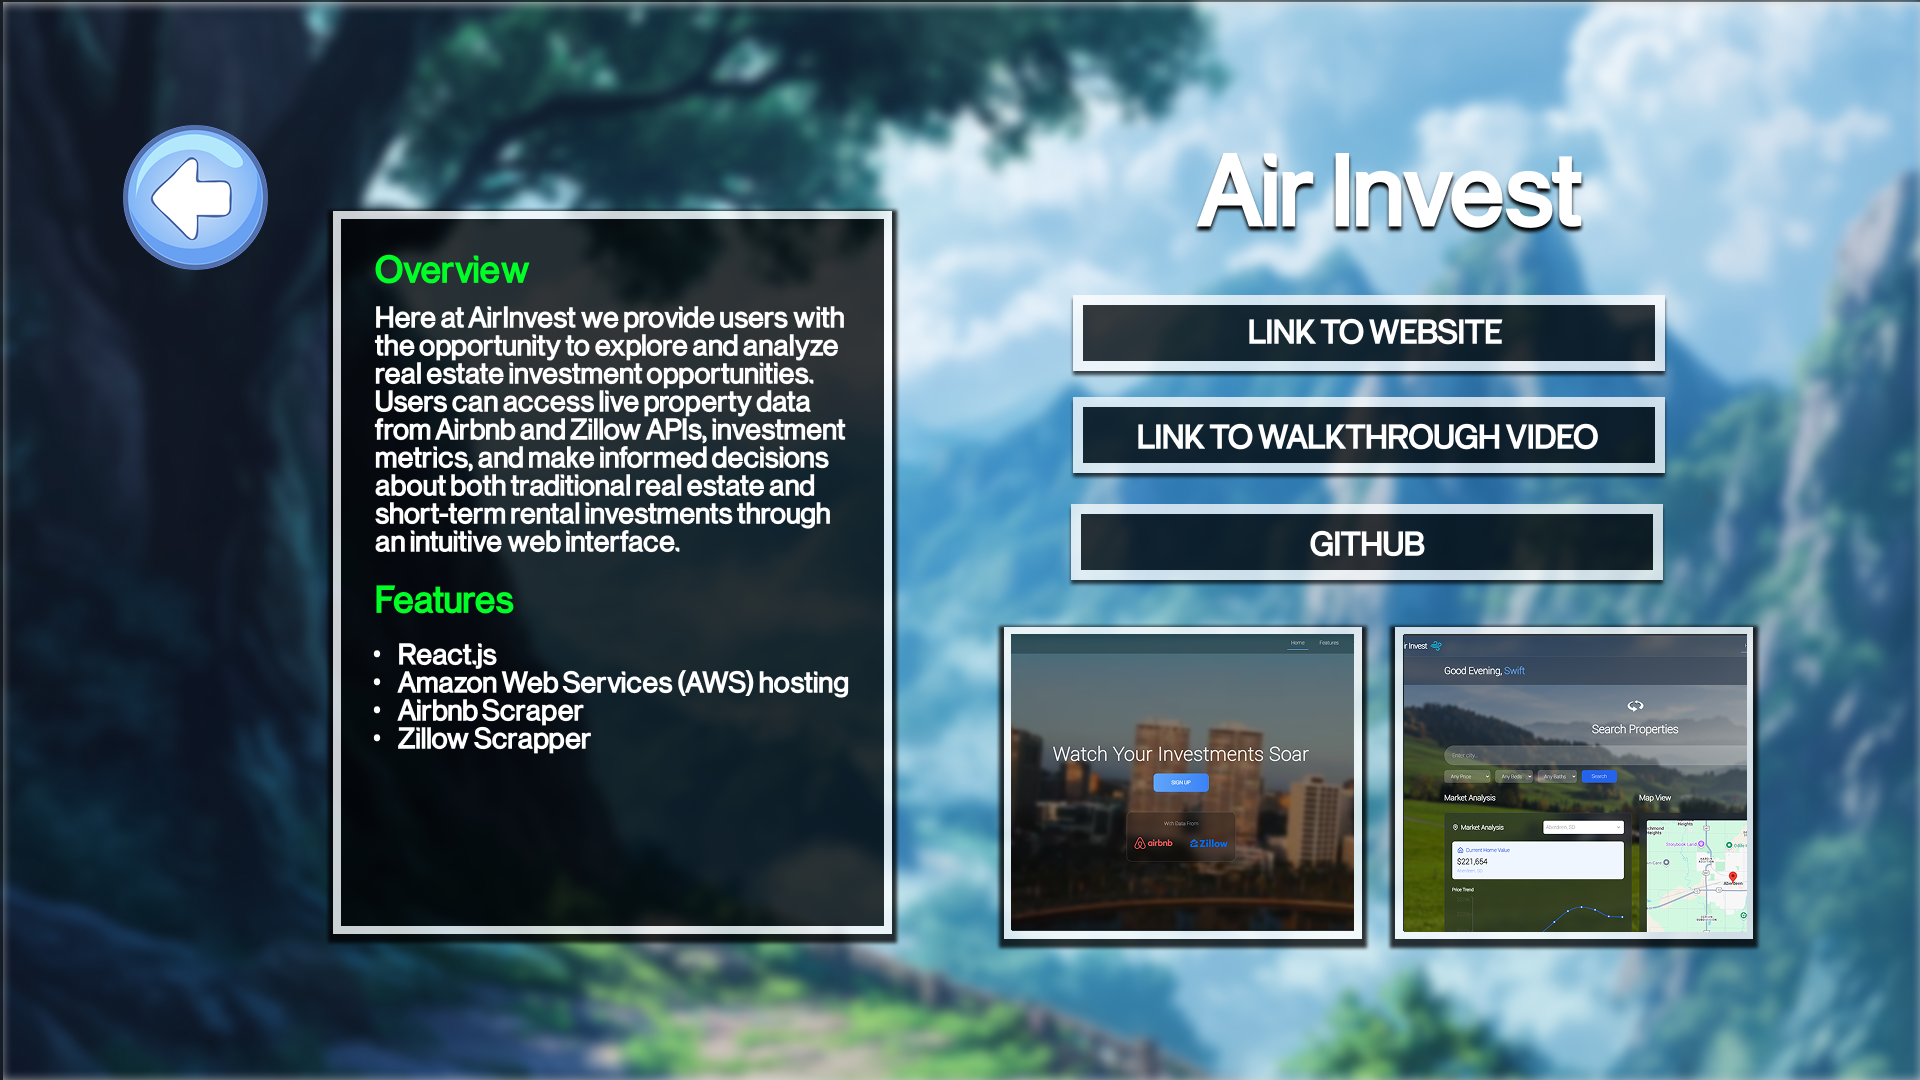 Air Invest
Overview
Here at AirInvest we provide users with
the opportunity to explore and analyze
real estate investment opportunities.
Users can access live property data
from Airbnb and Zillow APIs, investment
metrics, and make informed decisions
about both traditional real estate and
short-term rental investments through
an intuitive web interface.
Features
• React.js
• Amazon Web Services (AWS) hosting
• Airbnb Scraper
• Zillow Scrapper
LINK TO WEBSITE
LINK TO WALKTHROUGH VIDEO
GITHUB
Home Features
Watch Your Investments Soar
SIGN UP
With Data From
airbnb Zillow
ir Invest
Good Evening, Swift
Search Properties
Enter city...
Any Price Any Beds Any Baths Search
Market Analysis Map View
Market Analysis
Current Home Value
$221,654
Price Trend
Heights
Heights
Storybook Land
Aberdeen